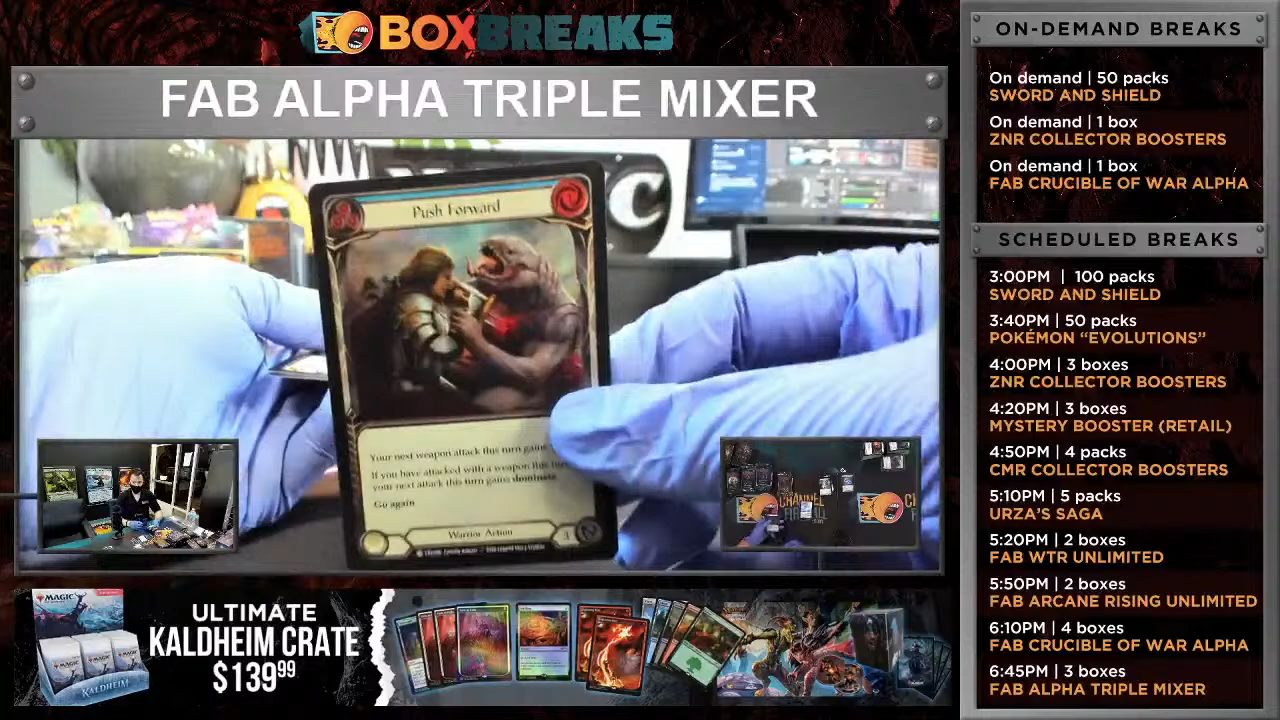 BOXBREAKS
FAB ALPHA TRIPLE MIXER
Push Forward
Your next weapon attack this turn gains
If you have attacked with a weapon this turn
your next attack this turn gains dominate.
Go again
Warrior Action
3
CHANNEL
FIREBALL
MAGIC
KALDHEIM
ULTIMATE
KALDHEIM CRATE
$139.99
ON-DEMAND BREAKS
On demand | 50 packs
SWORD AND SHIELD
On demand | 1 box
ZNR COLLECTOR BOOSTERS
On demand | 1 box
FAB CRUCIBLE OF WAR ALPHA
SCHEDULED BREAKS
3:00PM | 100 packs
SWORD AND SHIELD
3:40PM | 50 packs
POKÉMON “EVOLUTIONS”
4:00PM | 3 boxes
ZNR COLLECTOR BOOSTERS
4:20PM | 3 boxes
MYSTERY BOOSTER (RETAIL)
4:50PM | 4 packs
CMR COLLECTOR BOOSTERS
5:10PM | 5 packs
URZA'S SAGA
5:20PM | 2 boxes
FAB WTR UNLIMITED
5:50PM | 2 boxes
FAB ARCANE RISING UNLIMITED
6:10PM | 4 boxes
FAB CRUCIBLE OF WAR ALPHA
6:45PM | 3 boxes
FAB ALPHA TRIPLE MIXER